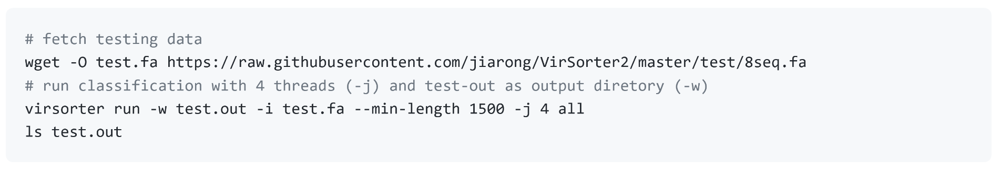 # fetch testing data
wget -O test.fa https://raw.githubusercontent.com/jiarong/VirSorter2/master/test/8seq.fa
# run classification with 4 threads (-j) and test-out as output diretory (-w)
virsorter run -w test.out -i test.fa --min-length 1500 -j 4 all
ls test.out